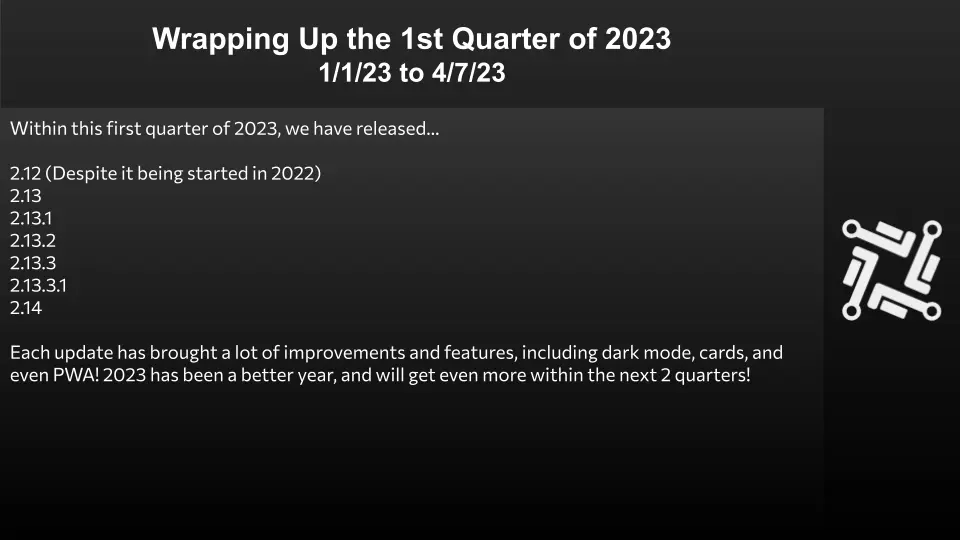 Wrapping Up the 1st Quarter of 2023
1/1/23 to 4/7/23
Within this first quarter of 2023, we have released...
2.12 (Despite it being started in 2022)
2.13
2.13.1
2.13.2
2.13.3
2.13.3.1
2.14
Each update has brought a lot of improvements and features, including dark mode, cards, and
even PWA! 2023 has been a better year, and will get even more within the next 2 quarters!